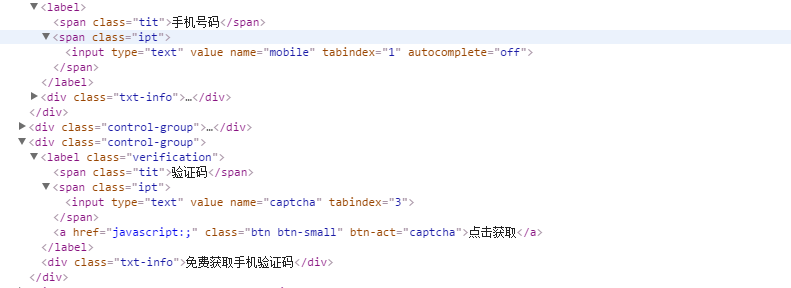 ▼<label>
<span class="tit">手机号码</span>
▼<span class="ipt">
<input type="text" value name="mobile" tabindex="1" autocomplete="off">
</span>
</label>
▶<div class="txt-info">…</div>
</div>
▶<div class="control-group">…</div>
▼<div class="control-group">
▼<label class="verification">
<span class="tit">验证码</span>
▼<span class="ipt">
<input type="text" value name="captcha" tabindex="3">
</span>
<a href="javascript:;" class="btn btn-small" btn-act="captcha">点击获取</a>
</label>
<div class="txt-info">免费获取手机验证码</div>
</div>